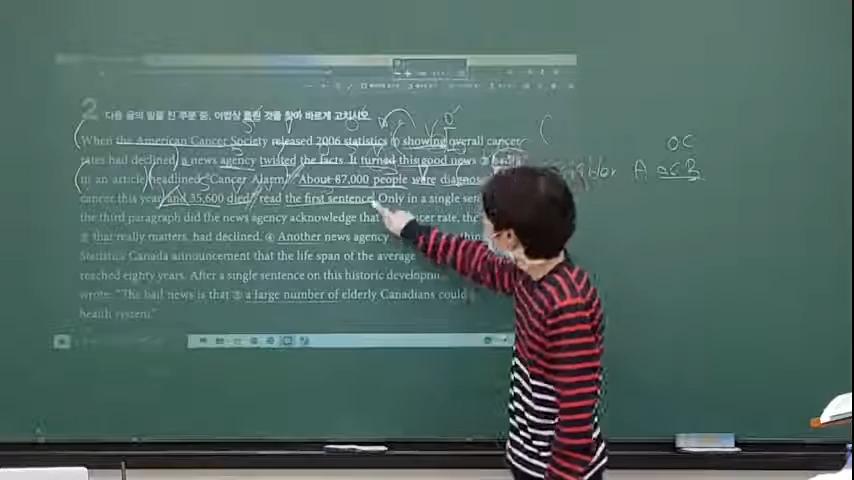 2 다음 글의 밑줄 친 부분 중, 어법상 틀린 것을 찾아 바르게 고치시오.
When the American Cancer Society released 2006 statistics showing overall cancer
rates had declined, a news agency twisted the facts. It turned this good news
in an article headlined "Cancer Alarm." About 87,000 people were
cancer this year and 35,600 died," read the first sentence. Only in a single
the third paragraph did the news agency acknowledge that cancer rate, the
③ that really matters, had declined. ④ Another news agency
Statistics Canada announcement that the life span of the average
reached eighty years. After a single sentence on this historic
wrote: "The bad news is that ⑤ a large number of elderly Canadians could
health system."
OC
A